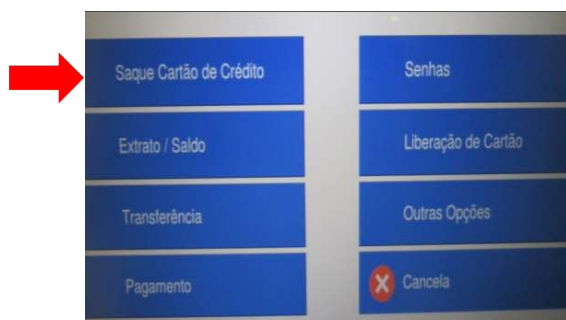 Saque Cartão de Crédito
Senhas
Extrato / Saldo
Liberação de Cartão
Transferência
Outras Opções
Pagamento
Cancela